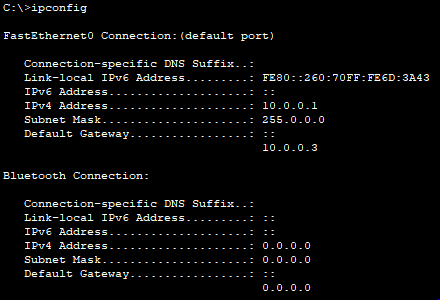 C:\>ipconfig
FastEthernet0 Connection:(default port)
Connection-specific DNS Suffix..:
Link-local IPv6 Address.........: FE80::260:70FF:FE6D:3A43
IPv6 Address....................: ::
IPv4 Address....................: 10.0.0.1
Subnet Mask.....................: 255.0.0.0
Default Gateway.................: ::
10.0.0.3
Bluetooth Connection:
Connection-specific DNS Suffix..:
Link-local IPv6 Address.........: ::
IPv6 Address....................: ::
IPv4 Address....................: 0.0.0.0
Subnet Mask.....................: 0.0.0.0
Default Gateway.................: ::
0.0.0.0